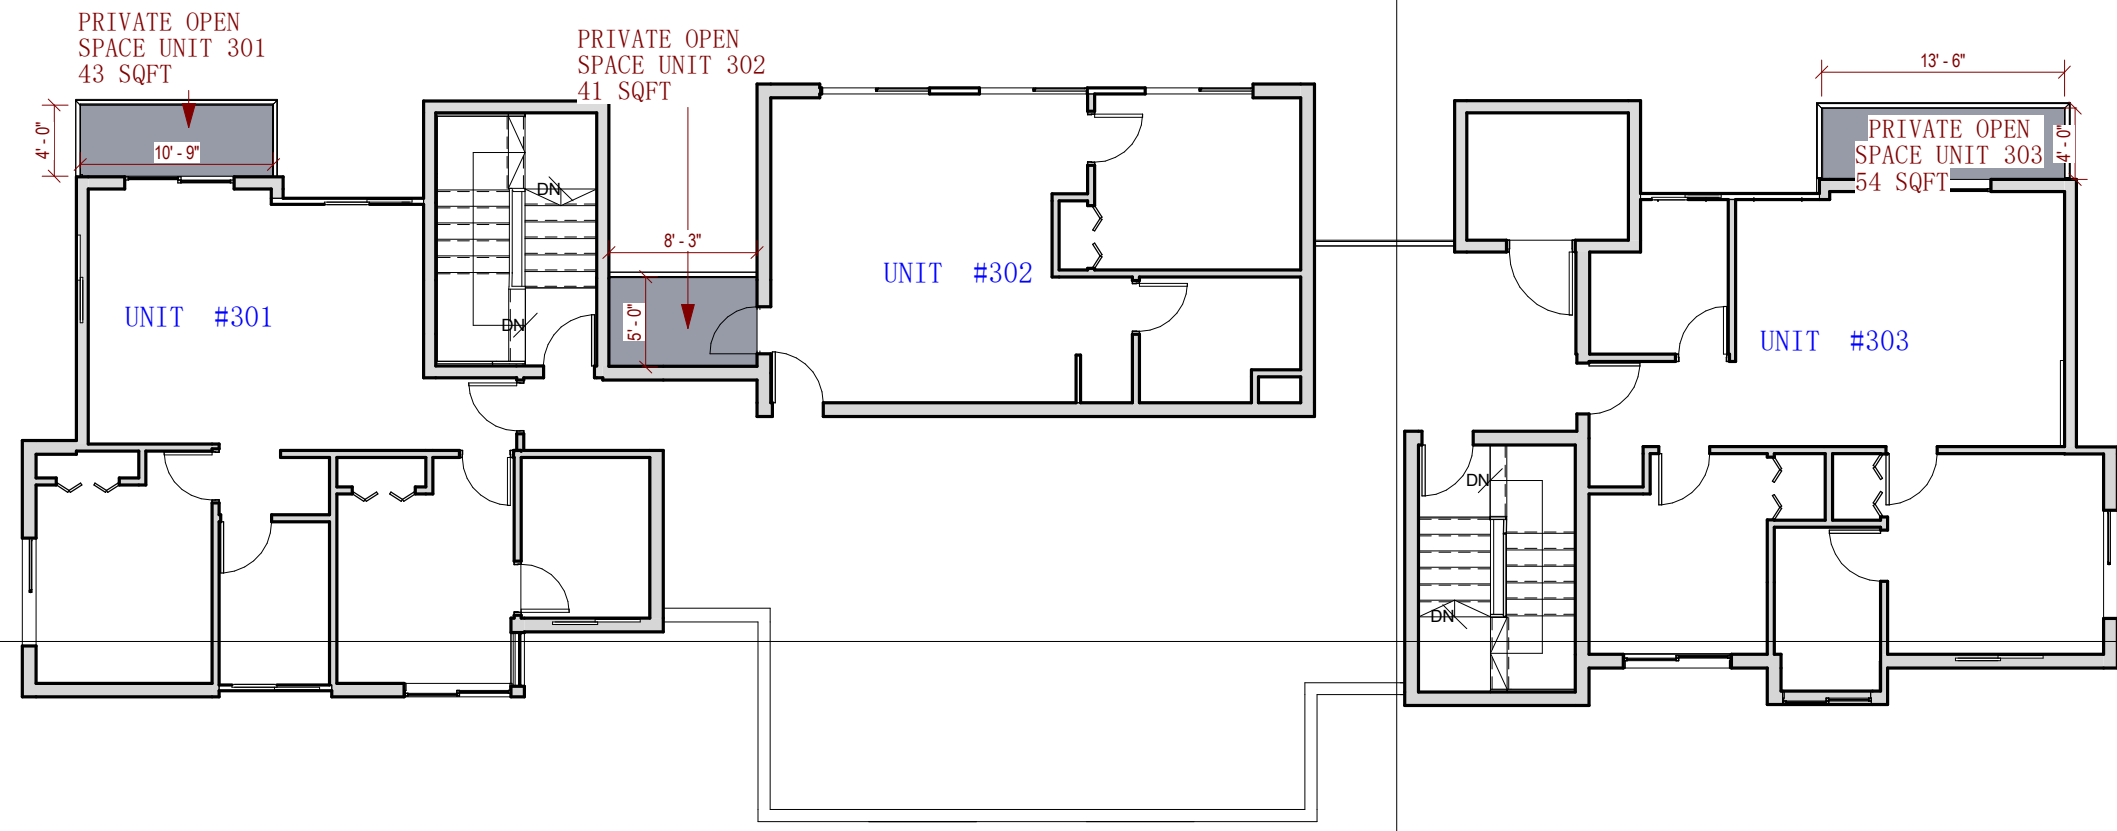 PRIVATE OPEN
SPACE UNIT 301
43 SQFT
PRIVATE OPEN
SPACE UNIT 302
41 SQFT
13' - 6"
4' - 0"
10' - 9"
PRIVATE OPEN
SPACE UNIT 303
54 SQFT
4' - 0"
DN
8' - 3"
UNIT #302
UNIT #301
5' - 0"
DN
UNIT #303
DN
DN